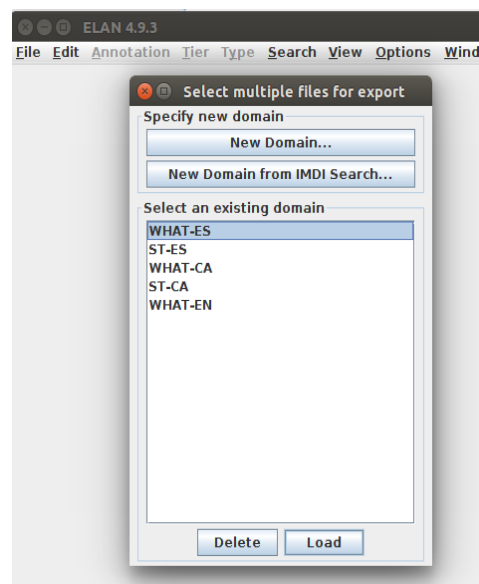 ELAN 4.9.3
File Edit Annotation Tier Type Search View Options Wind
Select multiple files for export
Specify new domain
New Domain...
New Domain from IMDI Search...
Select an existing domain
WHAT-ES
ST-ES
WHAT-CA
ST-CA
WHAT-EN
Delete Load